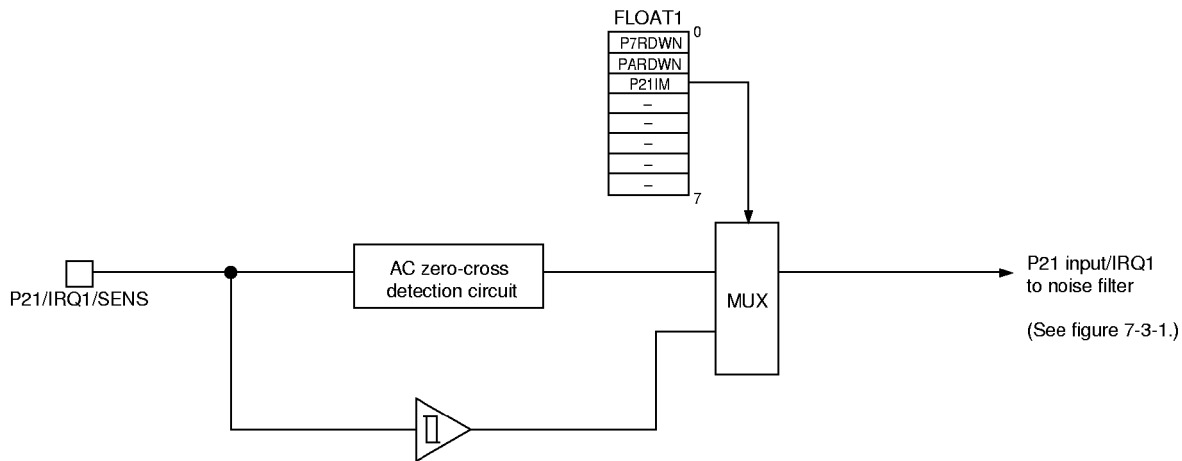 FLOAT1
0
P7RDWN
PARDWN
P21IM
–
–
–
–
–
7
P21/IRQ1/SENS
AC zero-cross
detection circuit
MUX
P21 input/IRQ1
to noise filter
(See figure 7-3-1.)